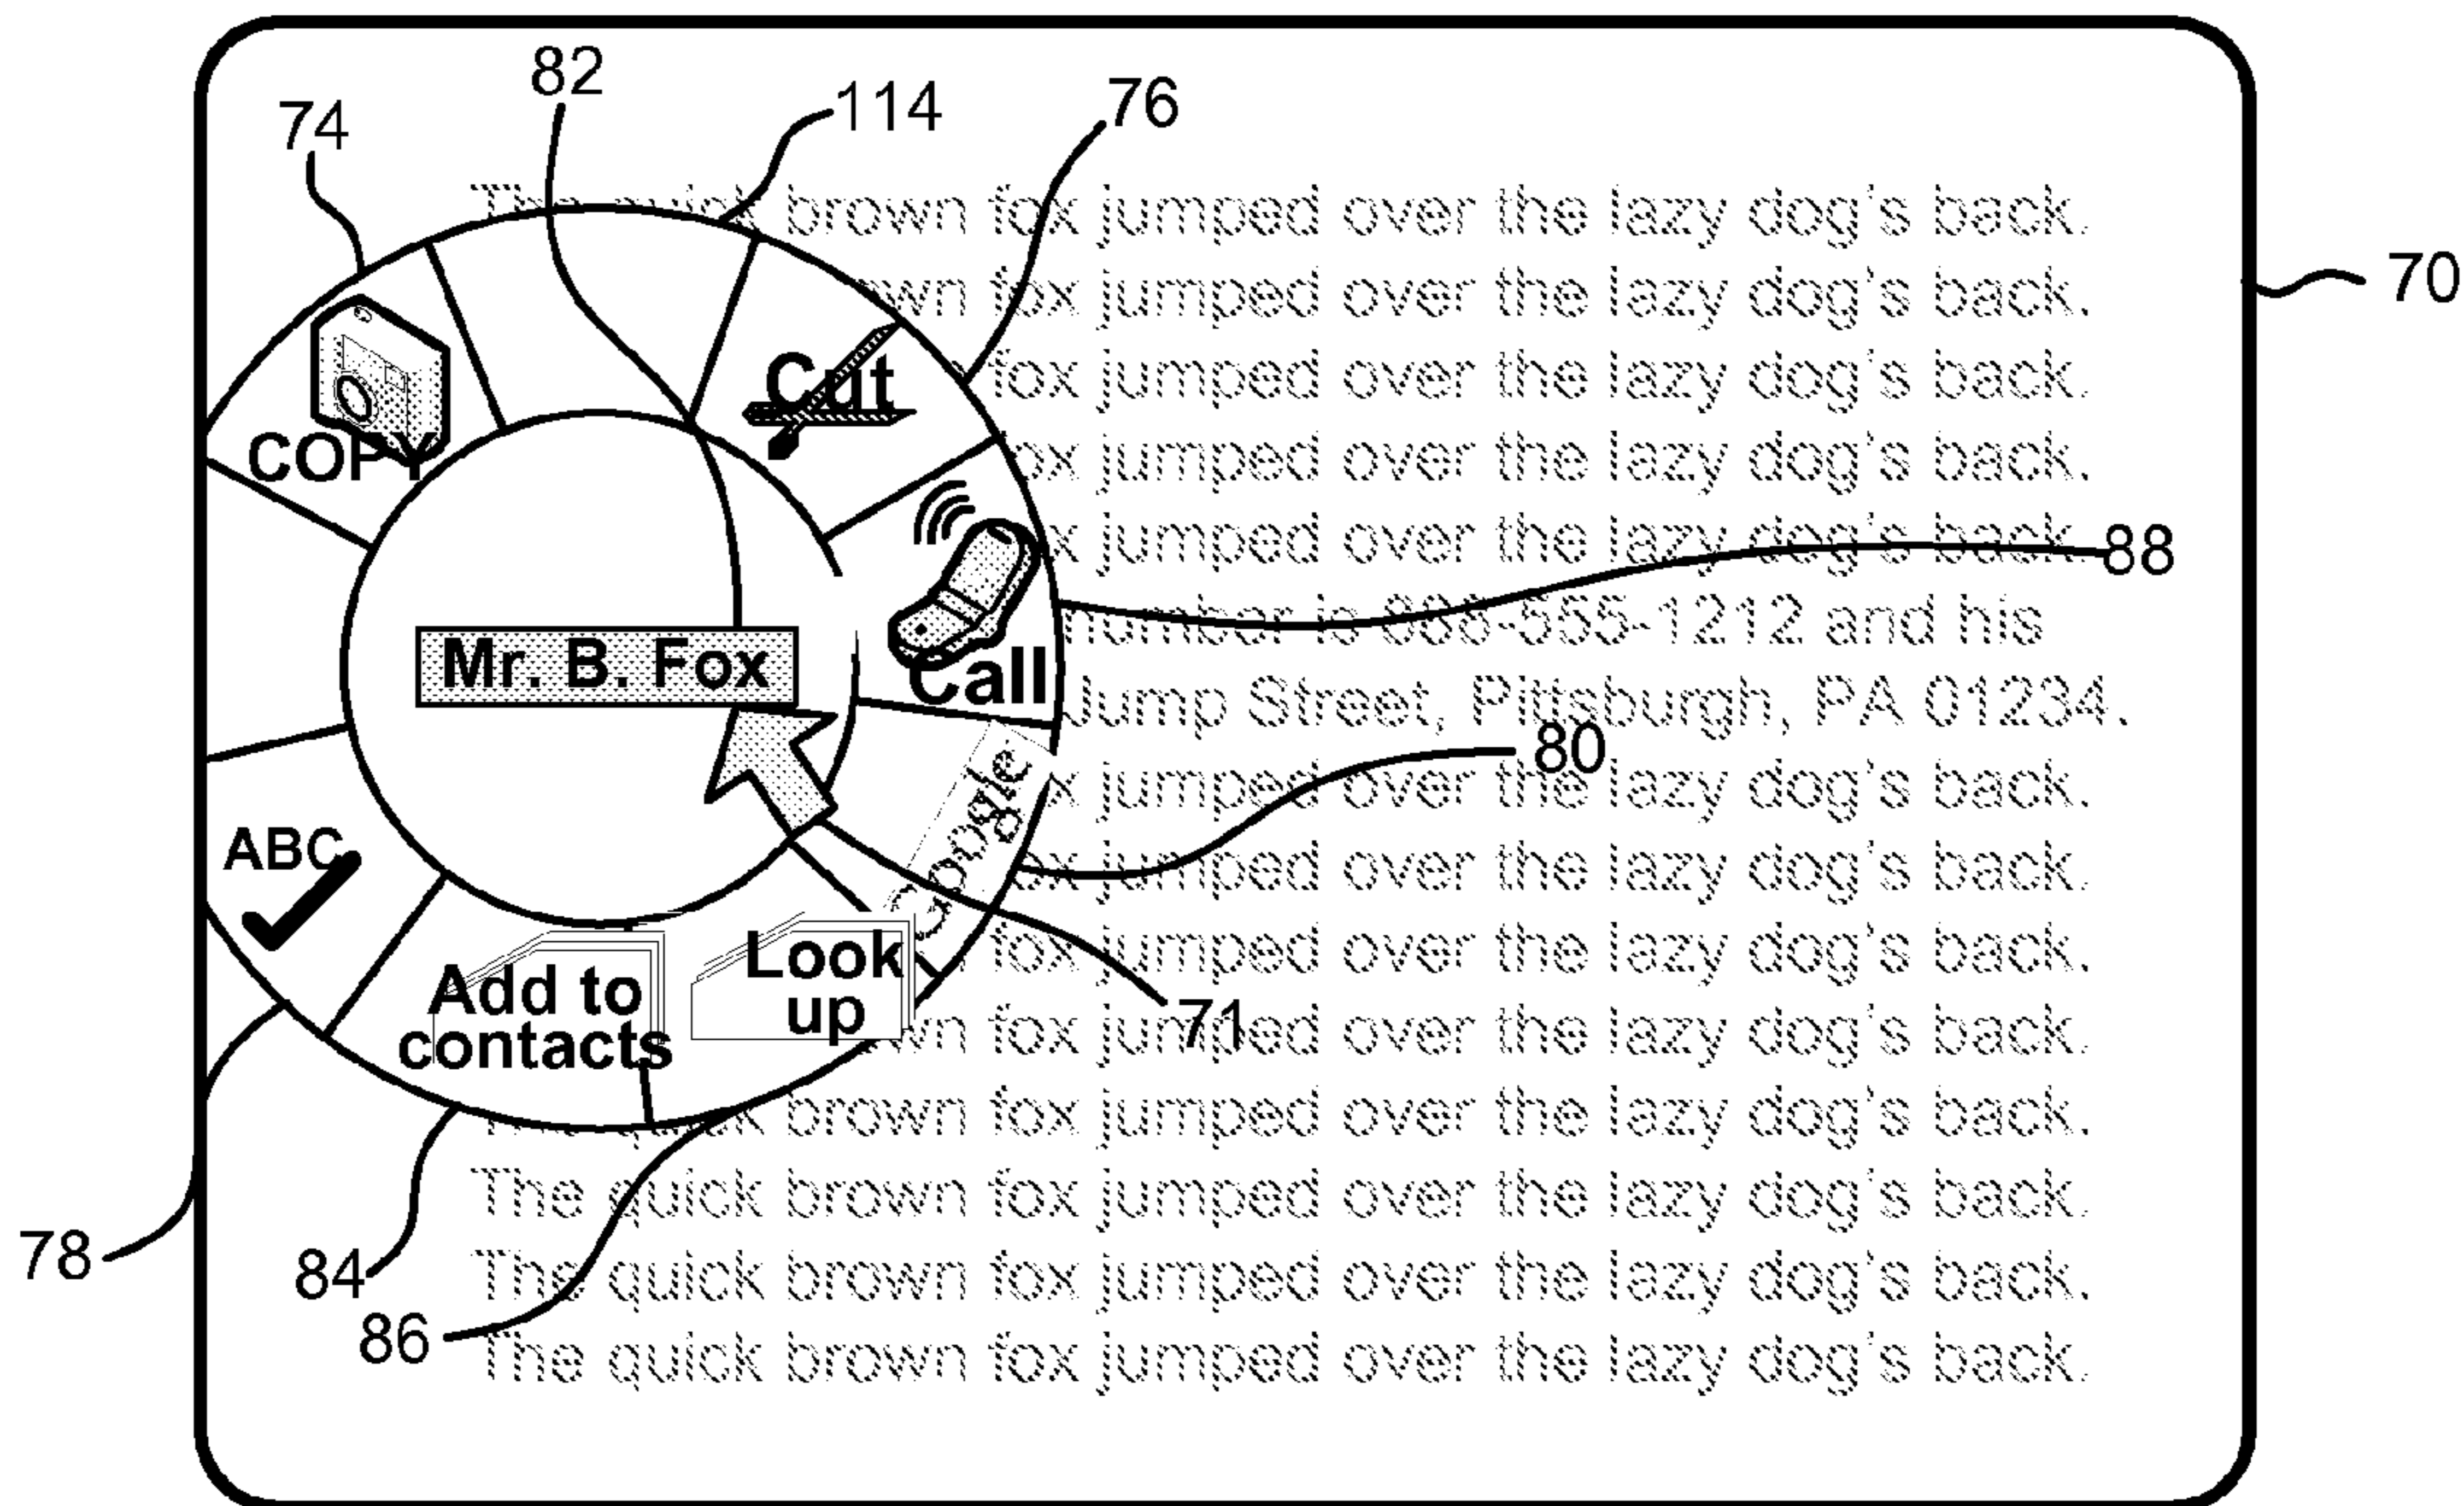 82
114
76
74
The quick brown fox jumped over the lazy dog's back.
70
wn fox jumped over the lazy dog's back.
Cut
fox jumped over the lazy dog's back.
COPY
ox jumped over the lazy dog's back.
x jumped over the lazy dog's back.
88
number is 888-555-1212 and his
Mr. B. Fox
Call
Jump Street, Pittsburgh, PA 01234.
80
Google
x jumped over the lazy dog's back.
ABC
ox jumped over the lazy dog's back.
Look
up
fox jumped over the lazy dog's back.
Add to
contacts
71
wn fox jumped over the lazy dog's back.
The quick brown fox jumped over the lazy dog's back.
The quick brown fox jumped over the lazy dog's back.
78
84
The quick brown fox jumped over the lazy dog's back.
86
The quick brown fox jumped over the lazy dog's back.